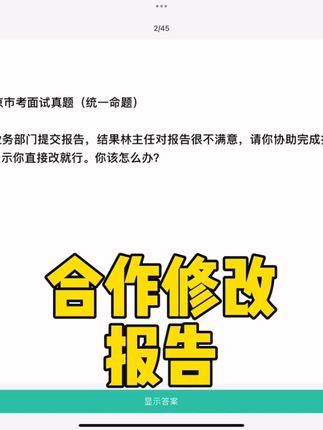 2/45
京市考面试真题（统一命题）
务部门提交报告，结果林主任对报告很不满意，请你协助完成
示你直接改就行。你该怎么办？
合作修改
报告
显示答案